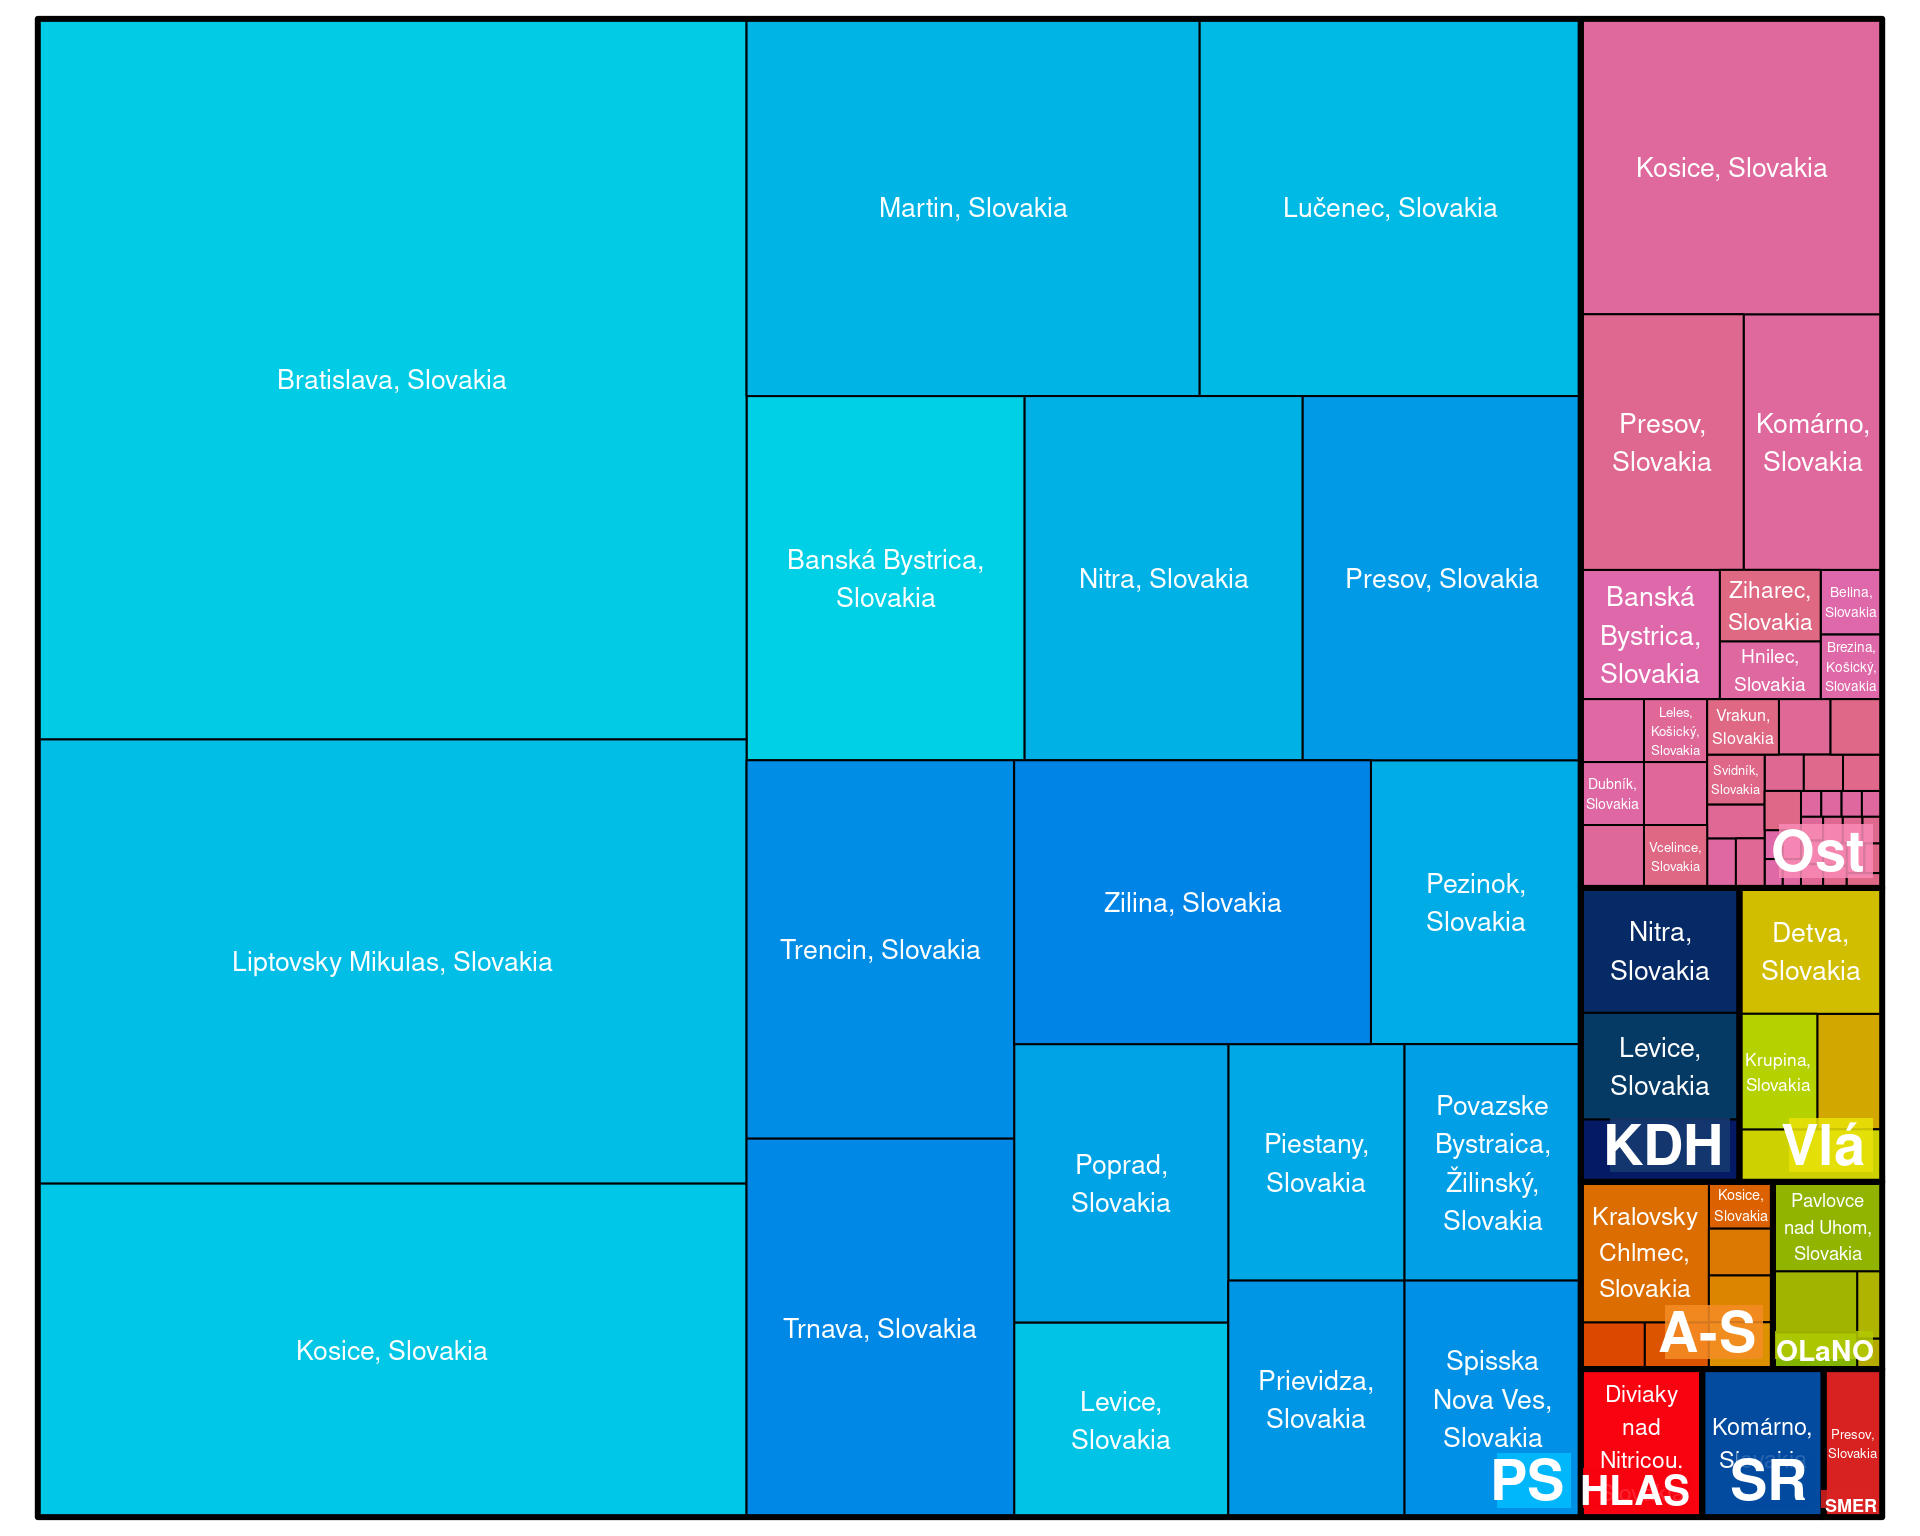 Bratislava, Slovakia
Liptovsky Mikulas, Slovakia
Kosice, Slovakia
Martin, Slovakia
Lučenec, Slovakia
Banská Bystrica,
Slovakia
Nitra, Slovakia
Presov, Slovakia
Trencin, Slovakia
Trnava, Slovakia
Zilina, Slovakia
Pezinok,
Slovakia
Poprad,
Slovakia
Levice,
Slovakia
Piestany,
Slovakia
Povazske
Bystraica,
Žilinský,
Slovakia
Prievidza,
Slovakia
Spisska
Nova Ves,
Slovakia
PS
Kosice, Slovakia
Presov,
Slovakia
Komárno,
Slovakia
Banská
Bystrica,
Slovakia
Ziharec,
Slovakia
Hnilec,
Slovakia
Belina,
Slovakia
Brezina,
Košický,
Slovakia
Leles,
Košický,
Slovakia
Vrakun,
Slovakia
Dubník,
Slovakia
Svidník,
Slovakia
Vcelince,
Slovakia
Ost
Nitra,
Slovakia
Levice,
Slovakia
KDH
Detva,
Slovakia
Krupina,
Slovakia
Vlá
Kralovsky
Chlmec,
Slovakia
Kosice,
Slovakia
A-S
Pavlovce
nad Uhom,
Slovakia
OLaNO
Diviaky
nad
Nitricou.
HLAS
Komárno,
Slovakia
SR
Presov,
Slovakia
SMER